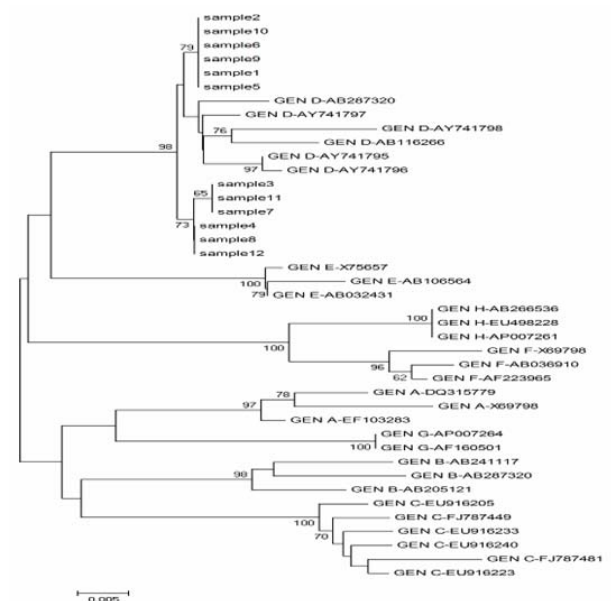 sample2
sample10
79
sample6
sample9
sample1
sample5
GEN D-AB287320
GEN D-AY741797
76
GEN D-AY741798
98
GEN D-AB116266
GEN D-AY741795
97
GEN D-AY741796
sample3
65
sample11
sample7
73
sample4
sample8
sample12
GEN E-X75657
100
GEN E-AB106564
79
GEN E-AB032431
GEN H-AB266536
100
GEN H-EU498228
GEN H-AP007261
100
GEN F-X69798
96
GEN F-AB036910
62
GEN F-AF223965
78
GEN A-DQ315779
97
GEN A-X69798
GEN A-EF103283
GEN G-AP007264
100
GEN G-AF160501
GEN B-AB241117
98
GEN B-AB287320
GEN B-AB205121
GEN C-EU916205
100
GEN C-FJ787449
70
GEN C-EU916233
GEN C-EU916240
GEN C-FJ787481
GEN C-EU916223
0.005